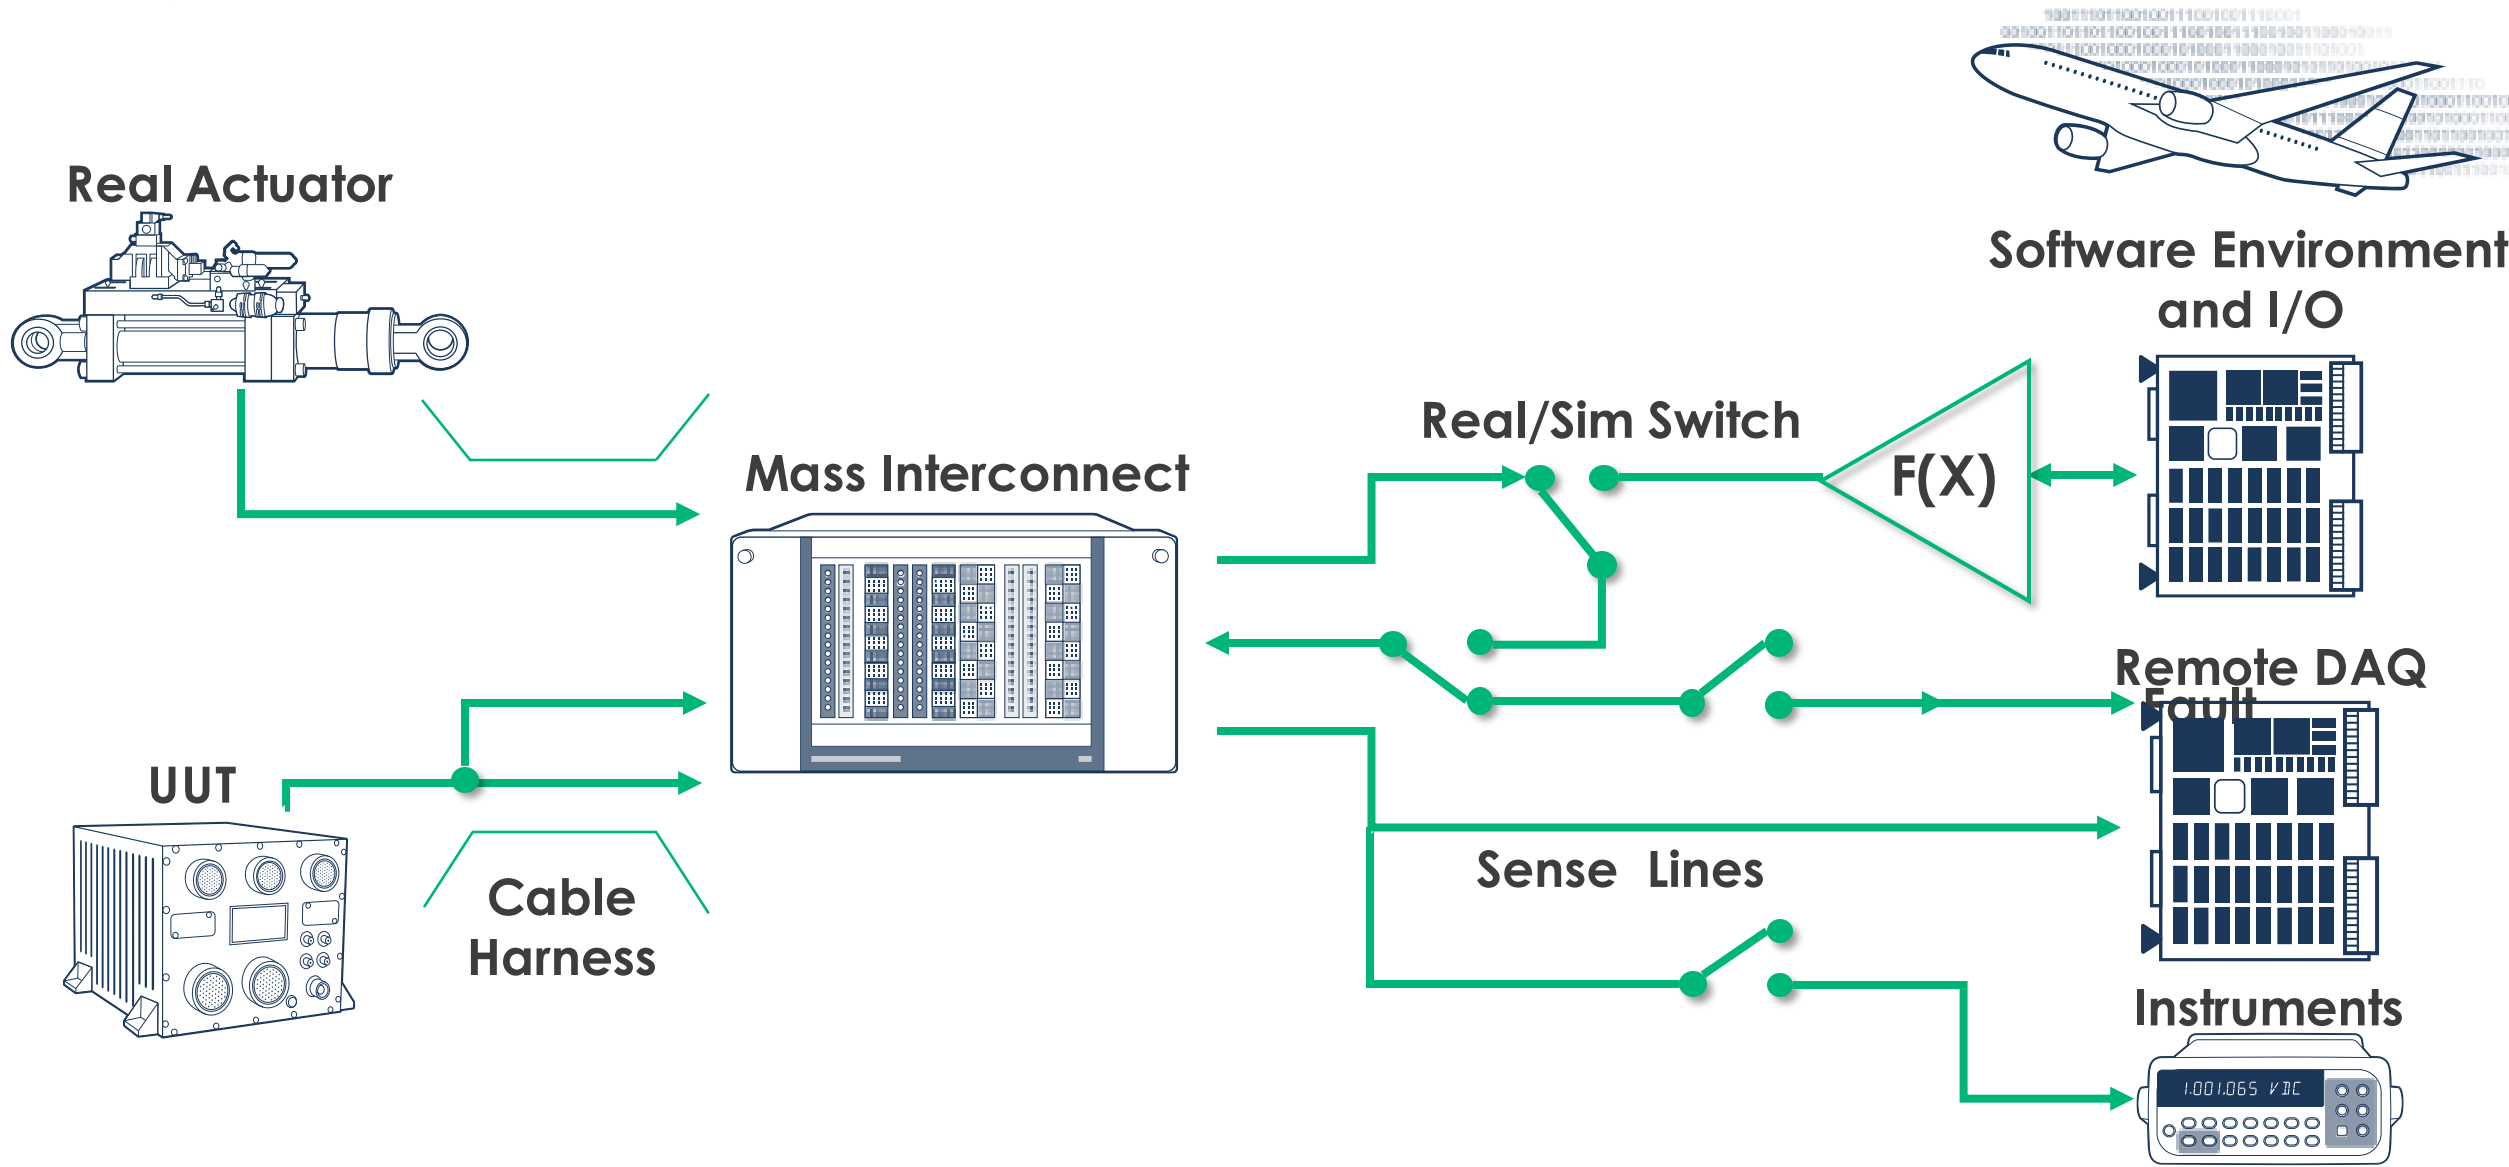 Real Actuator
Software Environment
and I/O
Real/Sim Switch
Mass Interconnect
F(X)
Remote DAQ
Fault
UUT
Sense Lines
Cable
Harness
Instruments
1.001,065 VDC